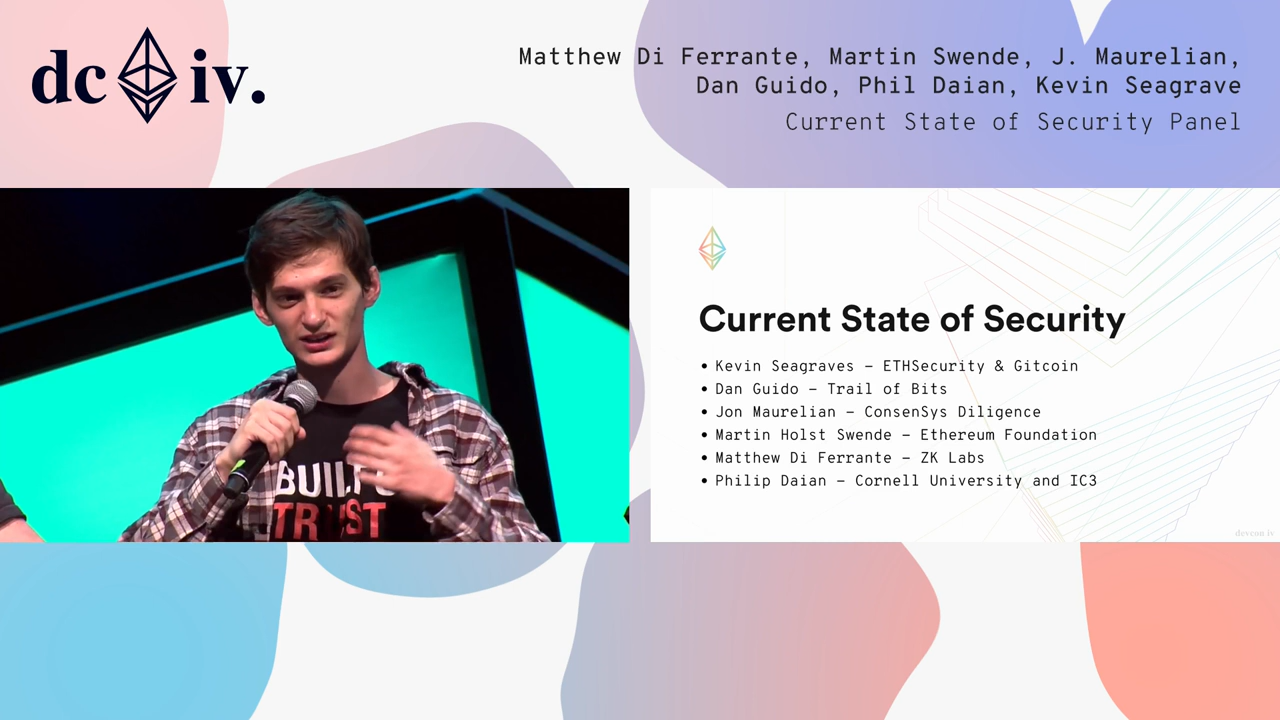 dc iv.
Matthew Di Ferrante, Martin Swende, J. Maurelian,
Dan Guido, Phil Daian, Kevin Seagrave
Current State of Security Panel
BUILT
TRUST
Current State of Security
• Kevin Seagraves – ETHSecurity & Gitcoin
• Dan Guido – Trail of Bits
• Jon Maurelian – ConsenSys Diligence
• Martin Holst Swende – Ethereum Foundation
• Matthew Di Ferrante – ZK Labs
• Philip Daian – Cornell University and IC3
devcon iv